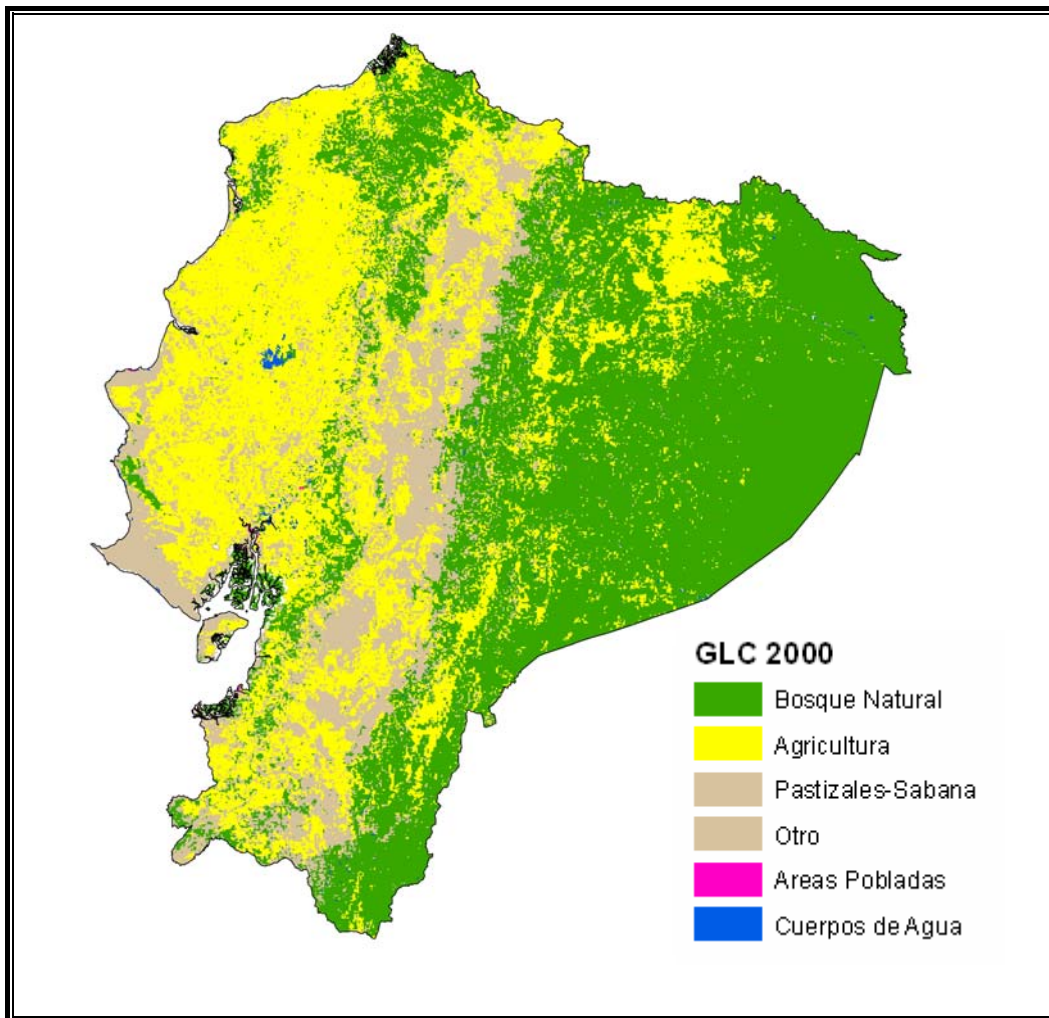 GLC 2000
Bosque Natural
Agricultura
Pastizales-Sabana
Otro
Areas Pobladas
Cuerpos de Agua